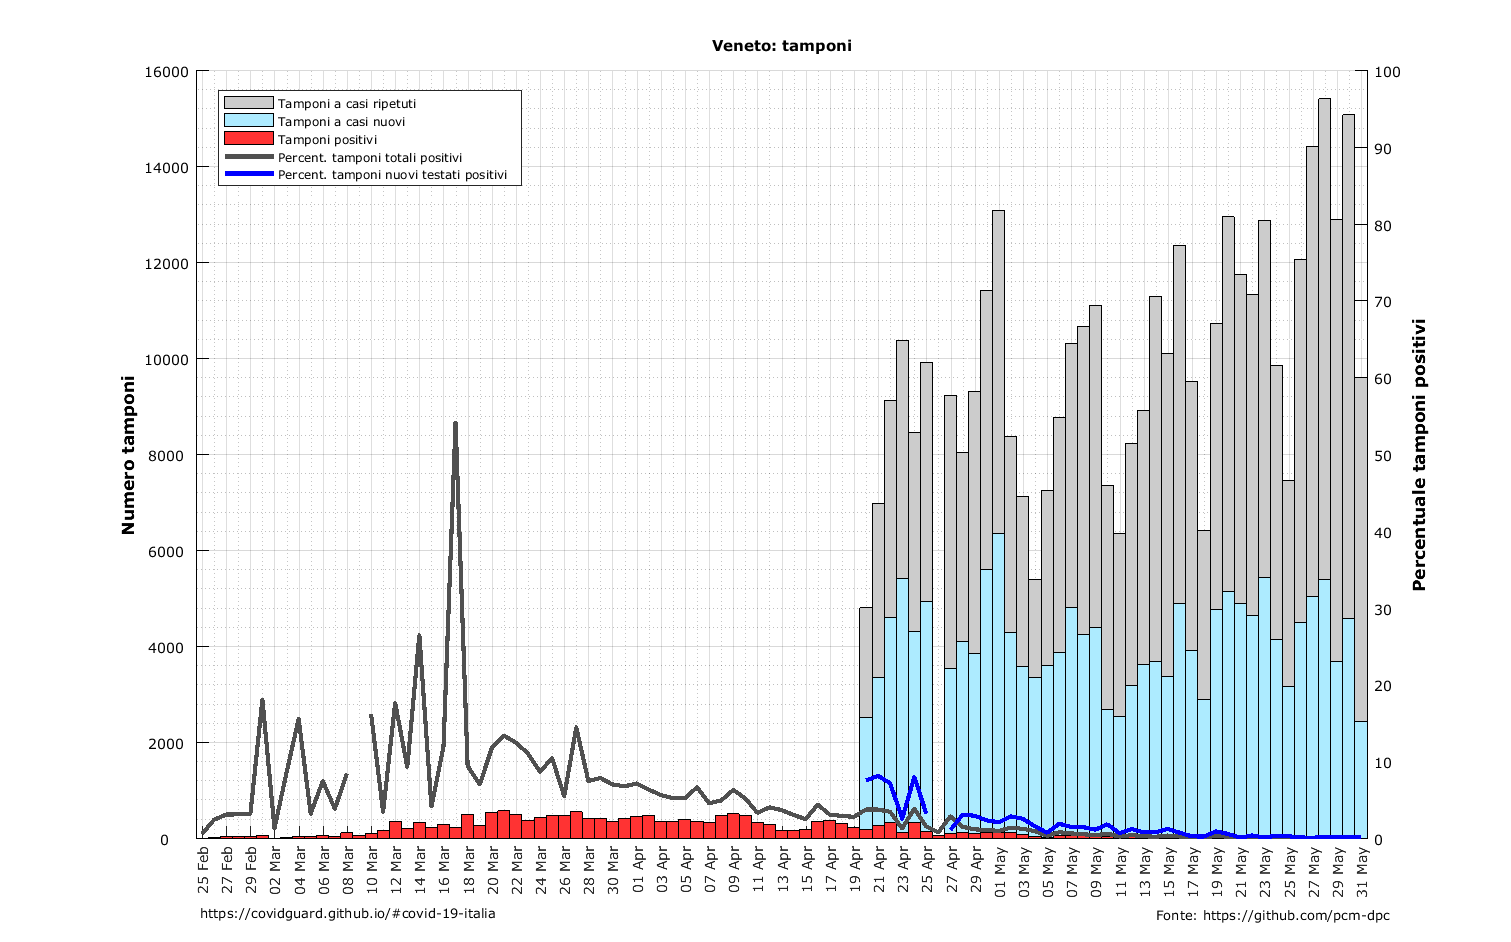 Veneto: tamponi
Tamponi a casi ripetuti
Tamponi a casi nuovi
Tamponi positivi
Percent. tamponi totali positivi
Percent. tamponi nuovi testati positivi
Numero tamponi
16000
14000
12000
10000
8000
6000
4000
2000
0
Percentuale tamponi positivi
100
90
80
70
60
50
40
30
20
10
0
25 Feb
27 Feb
29 Feb
02 Mar
04 Mar
06 Mar
08 Mar
10 Mar
12 Mar
14 Mar
16 Mar
18 Mar
20 Mar
22 Mar
24 Mar
26 Mar
28 Mar
30 Mar
01 Apr
03 Apr
05 Apr
07 Apr
09 Apr
11 Apr
13 Apr
15 Apr
17 Apr
19 Apr
21 Apr
23 Apr
25 Apr
27 Apr
29 Apr
01 May
03 May
05 May
07 May
09 May
11 May
13 May
15 May
17 May
19 May
21 May
23 May
25 May
27 May
29 May
31 May
https://covidguard.github.io/#covid-19-italia
Fonte: https://github.com/pcm-dpc